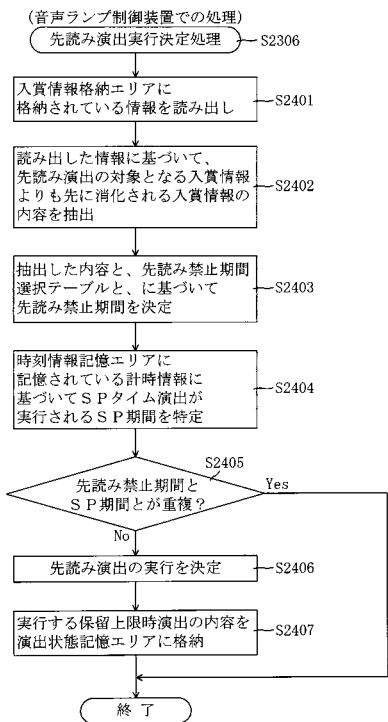 (音声ランプ制御装置での処理)
先読み演出実行決定処理
S2306
入賞情報格納エリアに
格納されている情報を読み出し
S2401
読み出した情報に基づいて、
先読み演出の対象となる入賞情報
よりも先に消化される入賞情報の
内容を抽出
S2402
抽出した内容と、先読み禁止期間
選択テーブルと、に基づいて
先読み禁止期間を決定
S2403
時刻情報記憶エリアに
記憶されている計時情報に
基づいてSPタイム演出が
実行されるSP期間を特定
S2404
S2405
先読み禁止期間と
SP期間とが重複？
Yes
No
先読み演出の実行を決定
S2406
実行する保留上限時演出の内容を
演出状態記憶エリアに格納
S2407
終了